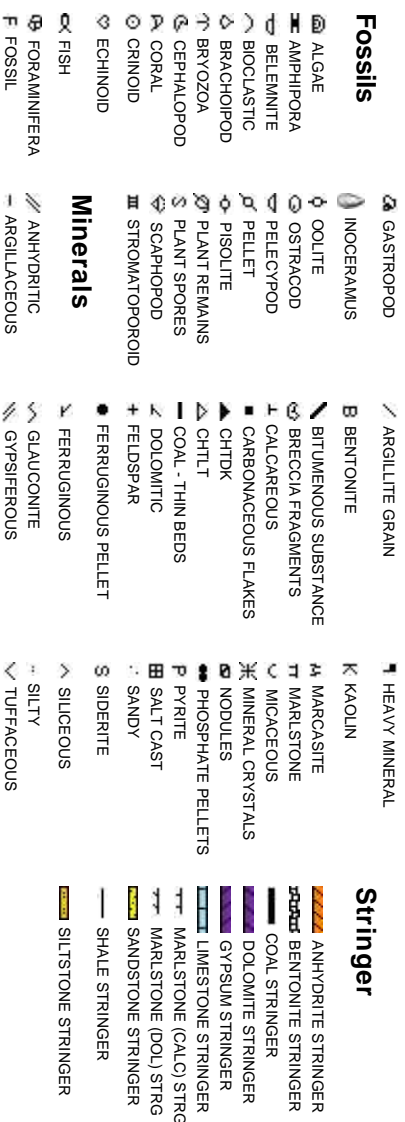 Fossils
ALGAE
AMPHIPORA
BELEMNITE
BIOCLASTIC
BRACHOIPOD
BRYOZOA
CEPHALOPOD
CORAL
CRINOID
ECHINOID
FISH
FORAMINIFERA
F FOSSIL
GASTROPOD
INOCERAMUS
OOLITE
OSTRACOD
PELECYPOD
PELLET
PISOLITE
PLANT REMAINS
PLANT SPORES
SCAPHOPOD
STROMATOPOROID
Minerals
ANHYDRITIC
ARGILLACEOUS
ARGILLITE GRAIN
B BENTONITE
BITUMENOUS SUBSTANCE
BRECCIA FRAGMENTS
CALCAREOUS
CARBONACEOUS FLAKES
CHTDK
CHTLT
COAL - THIN BEDS
DOLOMITIC
FELDSPAR
FERRUGINOUS PELLET
FERRUGINOUS
GLAUCONITE
GYPSIFEROUS
HEAVY MINERAL
K KAOLIN
MARCASITE
MARLSTONE
MICACEOUS
MINERAL CRYSTALS
NODULES
PHOSPHATE PELLETS
P PYRITE
SALT CAST
SANDY
S SIDERITE
SILICEOUS
SILTY
TUFFACEOUS
Stringer
ANHYDRITE STRINGER
BENTONITE STRINGER
COAL STRINGER
DOLOMITE STRINGER
GYPSUM STRINGER
LIMESTONE STRINGER
MARLSTONE (CALC) STRG
MARLSTONE (DOL) STRG
SANDSTONE STRINGER
SHALE STRINGER
SILTSTONE STRINGER